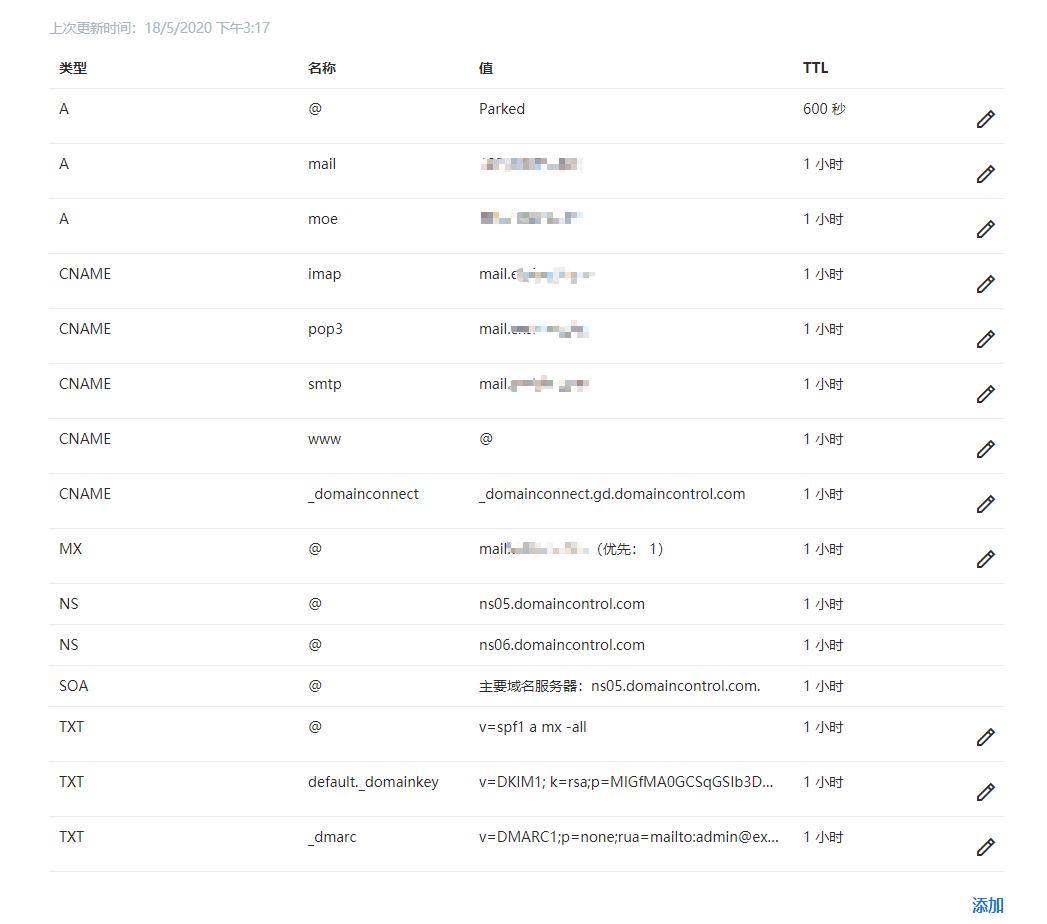 上次更新时间：18/5/2020 下午3:17
类型 名称 值 TTL
A @ Parked 600 秒
A mail 1 小时
A moe 1 小时
CNAME imap mail. 1 小时
CNAME pop3 mail. 1 小时
CNAME smtp mail. 1 小时
CNAME www @ 1 小时
CNAME _domainconnect _domainconnect.gd.domaincontrol.com 1 小时
MX @ mail. （优先： 1） 1 小时
NS @ ns05.domaincontrol.com 1 小时
NS @ ns06.domaincontrol.com 1 小时
SOA @ 主要域名服务器：ns05.domaincontrol.com. 1 小时
TXT @ v=spf1 a mx -all 1 小时
TXT default._domainkey v=DKIM1; k=rsa;p=MIGfMA0GCSqGSIb3D... 1 小时
TXT _dmarc v=DMARC1;p=none;rua=mailto:admin@ex... 1 小时
添加